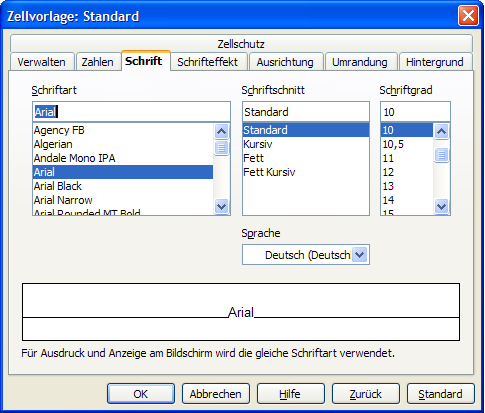 Zellvorlage: Standard
Zellschutz
Verwalten Zahlen Schrift Schrifteffekt Ausrichtung Umrandung Hintergrund
Schriftart Schriftschnitt Schriftgrad
Arial Standard 10
Agency FB Standard 10
Algerian Kursiv 10,5
Andale Mono IPA Fett 11
Arial Fett Kursiv 12
Arial Black 13
Arial Narrow 14
Arial Rounded MT Bold 15
Sprache
Deutsch (Deutsch
Arial
Für Ausdruck und Anzeige am Bildschirm wird die gleiche Schriftart verwendet.
OK Abbrechen Hilfe Zurück Standard